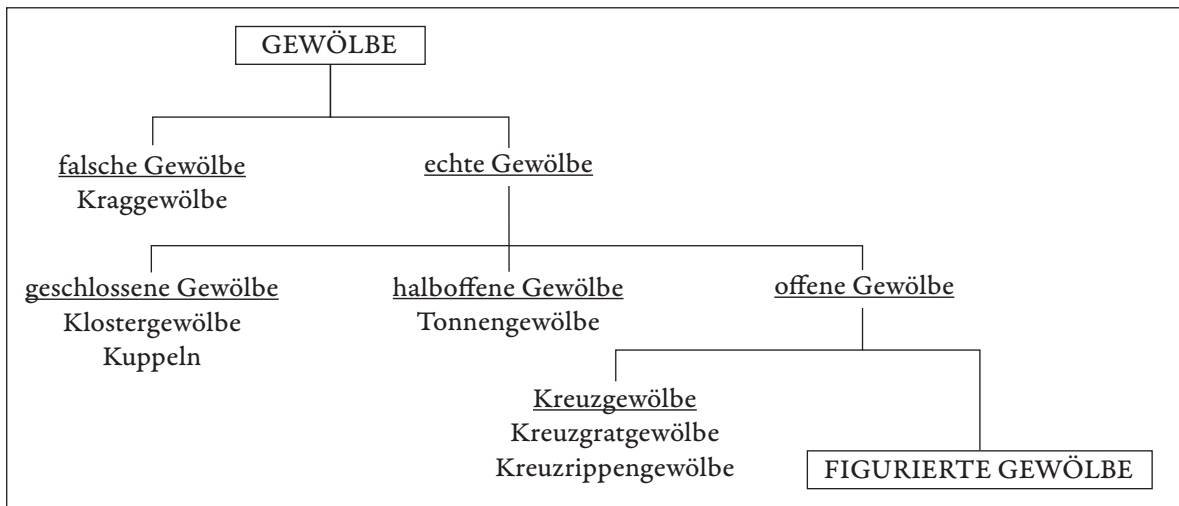 GEWÖLBE
falsche Gewölbe
Kraggewölbe
echte Gewölbe
geschlossene Gewölbe
Klostergewölbe
Kuppeln
halboffene Gewölbe
Tonnengewölbe
offene Gewölbe
Kreuzgewölbe
Kreuzgratgewölbe
Kreuzrippengewölbe
FIGURIERTE GEWÖLBE